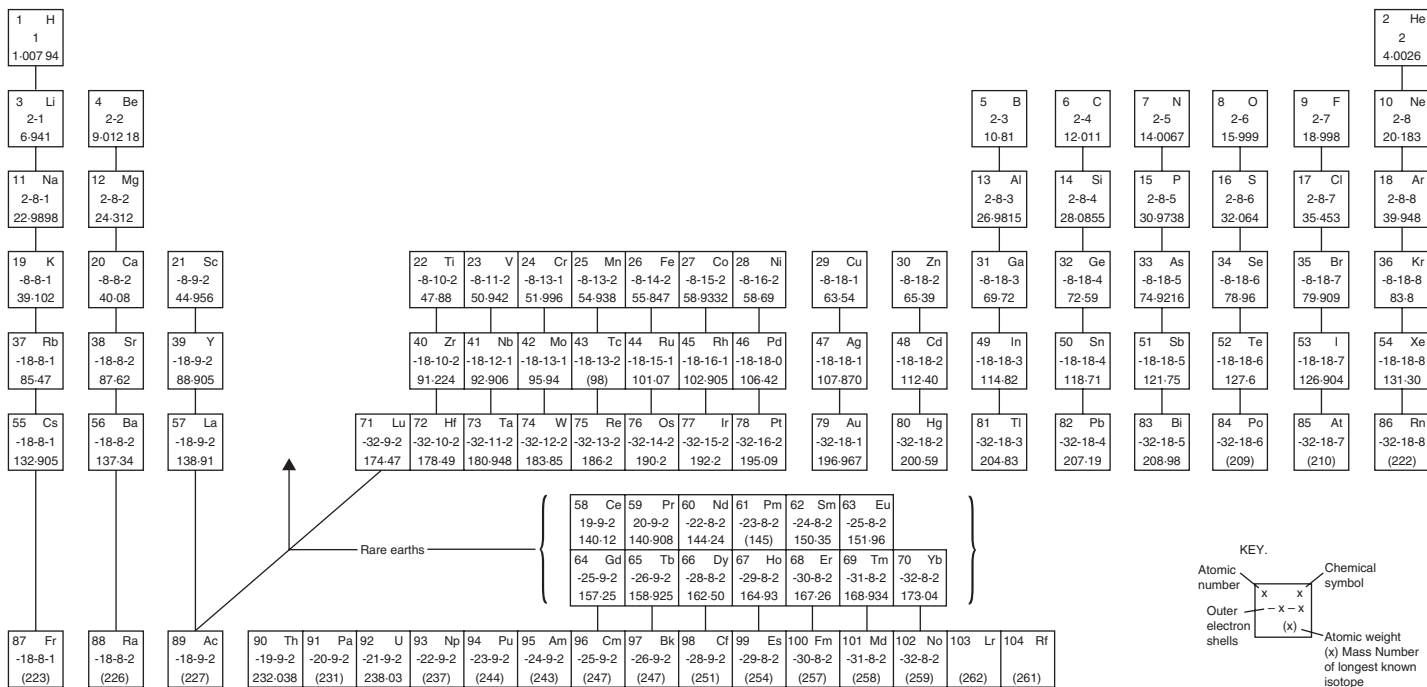 1 H
1
1·007 94
2 He
2
4·0026
3 Li
2-1
6·941
4 Be
2-2
9·012 18
5 B
2-3
10·81
6 C
2-4
12·011
7 N
2-5
14·0067
8 O
2-6
15·999
9 F
2-7
18·998
10 Ne
2-8
20·183
11 Na
2-8-1
22·9898
12 Mg
2-8-2
24·312
13 Al
2-8-3
26·9815
14 Si
2-8-4
28·0855
15 P
2-8-5
30·9738
16 S
2-8-6
32·064
17 Cl
2-8-7
35·453
18 Ar
2-8-8
39·948
19 K
-8-8-1
39·102
20 Ca
-8-8-2
40·08
21 Sc
-8-9-2
44·956
22 Ti
-8-10-2
47·88
23 V
-8-11-2
50·942
24 Cr
-8-13-1
51·996
25 Mn
-8-13-2
54·938
26 Fe
-8-14-2
55·847
27 Co
-8-15-2
58·9332
28 Ni
-8-16-2
58·69
29 Cu
-8-18-1
63·54
30 Zn
-8-18-2
65·39
31 Ga
-8-18-3
69·72
32 Ge
-8-18-4
72·59
33 As
-8-18-5
74·9216
34 Se
-8-18-6
78·96
35 Br
-8-18-7
79·909
36 Kr
-8-18-8
83·8
37 Rb
-18-8-1
85·47
38 Sr
-18-8-2
87·62
39 Y
-18-9-2
88·905
40 Zr
-18-10-2
91·224
41 Nb
-18-12-1
92·906
42 Mo
-18-13-1
95·94
43 Tc
-18-13-2
(98)
44 Ru
-18-15-1
101·07
45 Rh
-18-16-1
102·905
46 Pd
-18-18-0
106·42
47 Ag
-18-18-1
107·870
48 Cd
-18-18-2
112·40
49 In
-18-18-3
114·82
50 Sn
-18-18-4
118·71
51 Sb
-18-18-5
121·75
52 Te
-18-18-6
127·6
53 I
-18-18-7
126·904
54 Xe
-18-18-8
131·30
55 Cs
-18-8-1
132·905
56 Ba
-18-8-2
137·34
57 La
-18-9-2
138·91
71 Lu
-32-9-2
174·47
72 Hf
-32-10-2
178·49
73 Ta
-32-11-2
180·948
74 W
-32-12-2
183·85
75 Re
-32-13-2
186·2
76 Os
-32-14-2
190·2
77 Ir
-32-15-2
192·2
78 Pt
-32-16-2
195·09
79 Au
-32-18-1
196·967
80 Hg
-32-18-2
200·59
81 Tl
-32-18-3
204·83
82 Pb
-32-18-4
207·19
83 Bi
-32-18-5
208·98
84 Po
-32-18-6
(209)
85 At
-32-18-7
(210)
86 Rn
-32-18-8
(222)
Rare earths
58 Ce
19-9-2
140·12
59 Pr
20-9-2
140·908
60 Nd
-22-8-2
144·24
61 Pm
-23-8-2
(145)
62 Sm
-24-8-2
150·35
63 Eu
-25-8-2
151·96
64 Gd
-25-9-2
157·25
65 Tb
-26-9-2
158·925
66 Dy
-28-8-2
162·50
67 Ho
-29-8-2
164·93
68 Er
-30-8-2
167·26
69 Tm
-31-8-2
168·934
70 Yb
-32-8-2
173·04
87 Fr
-18-8-1
(223)
88 Ra
-18-8-2
(226)
89 Ac
-18-9-2
(227)
90 Th
-19-9-2
232·038
91 Pa
-20-9-2
(231)
92 U
-21-9-2
238·03
93 Np
-22-9-2
(237)
94 Pu
-23-9-2
(244)
95 Am
-24-9-2
(243)
96 Cm
-25-9-2
(247)
97 Bk
-26-9-2
(247)
98 Cf
-28-9-2
(251)
99 Es
-29-8-2
(254)
100 Fm
-30-8-2
(257)
101 Md
-31-8-2
(258)
102 No
-32-8-2
(259)
103 Lr
(262)
104 Rf
(261)
KEY.
Atomic
number
Chemical
symbol
x x
Outer
electron
shells
– x – x
(x)
Atomic weight
(x) Mass Number
of longest known
isotope